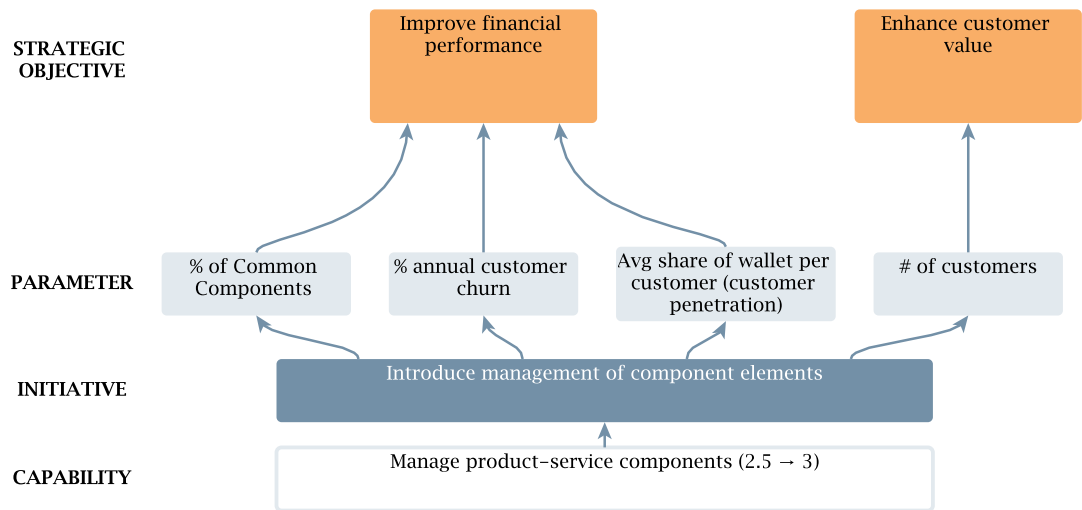 STRATEGIC
OBJECTIVE
Improve financial
performance
Enhance customer
value
PARAMETER
% of Common
Components
% annual customer
churn
Avg share of wallet per
customer (customer
penetration)
# of customers
INITIATIVE
Introduce management of component elements
CAPABILITY
Manage product–service components (2.5 → 3)